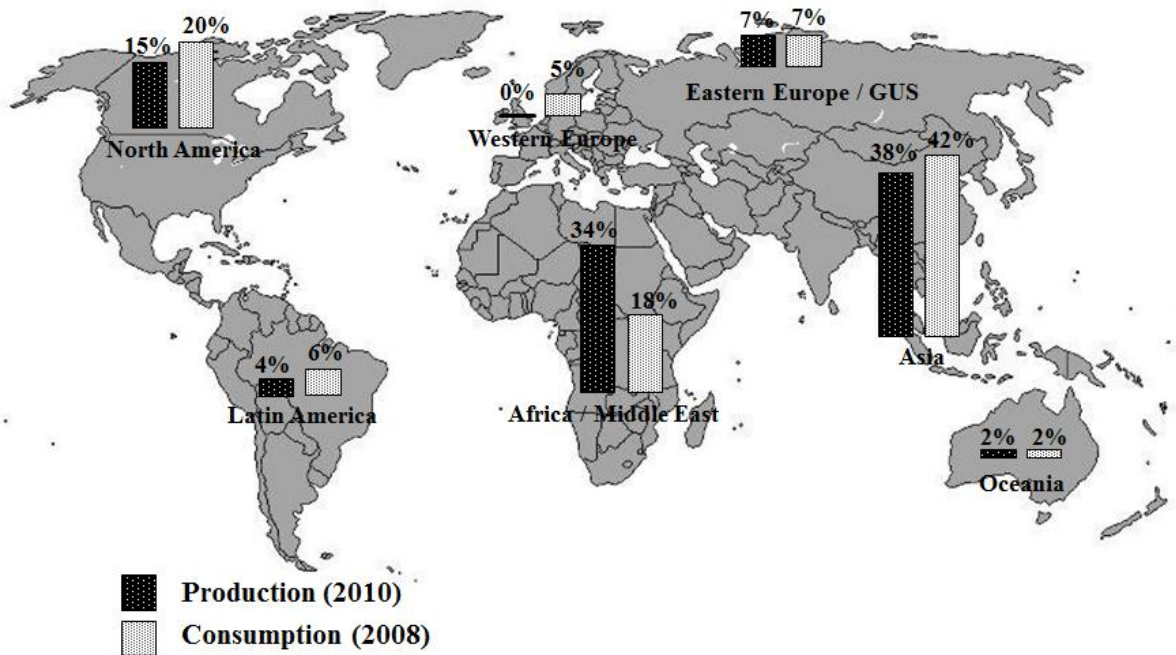 15% 20%
North America
0% 5%
Western Europe
7% 7%
Eastern Europe / GUS
38% 42%
Asia
34% 18%
Africa / Middle East
4% 6%
Latin America
2% 2%
Oceania
Production (2010)
Consumption (2008)